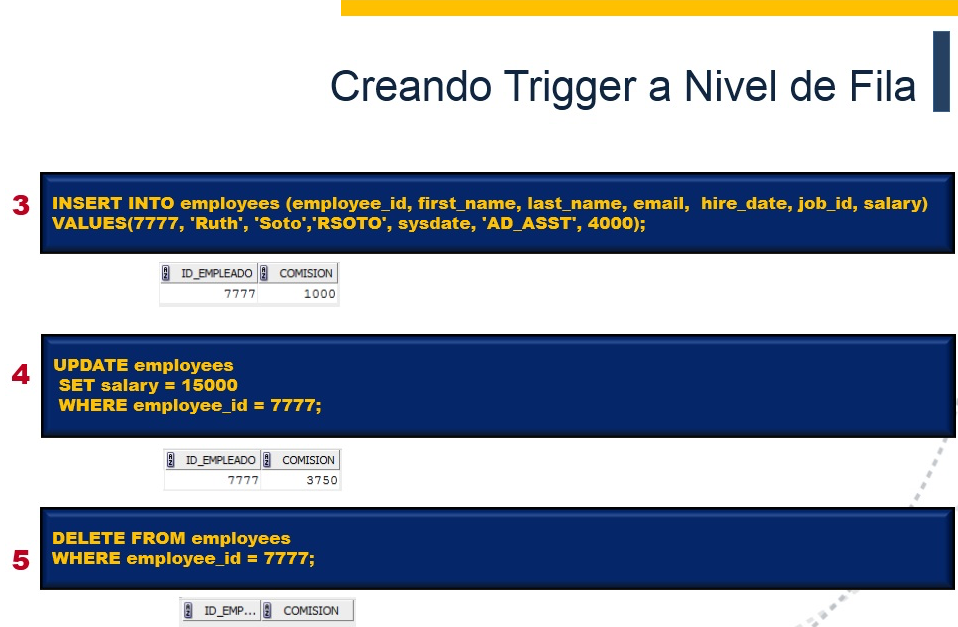 Creando Trigger a Nivel de Fila
3
INSERT INTO employees (employee_id, first_name, last_name, email,  hire_date, job_id, salary)
VALUES(7777, 'Ruth', 'Soto','RSOTO', sysdate, 'AD_ASST', 4000);
ID_EMPLEADO COMISION
7777 1000
4
UPDATE employees
SET salary = 15000
WHERE employee_id = 7777;
ID_EMPLEADO COMISION
7777 3750
5
DELETE FROM employees
WHERE employee_id = 7777;
ID_EMP... COMISION